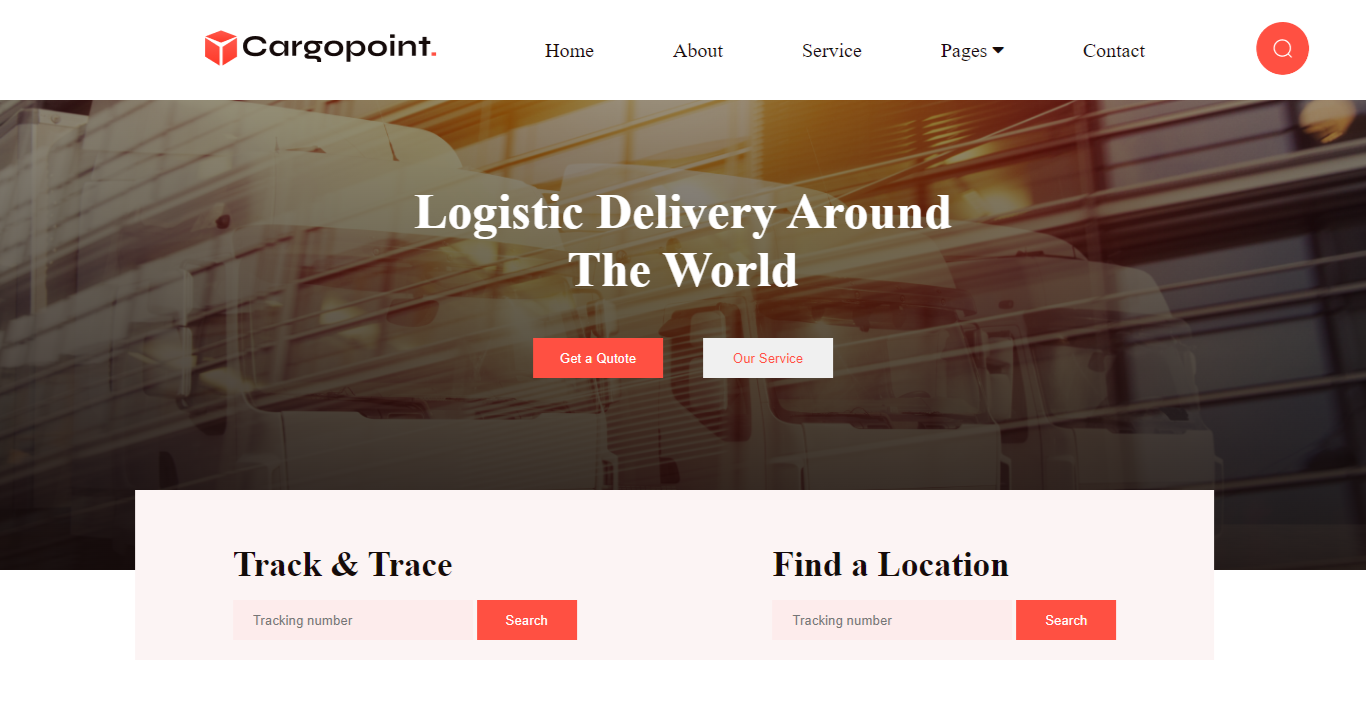 Cargopoint.
Home About Service Pages Contact
Logistic Delivery Around
The World
Get a Qutote Our Service
Track & Trace Find a Location
Tracking number Search Tracking number Search